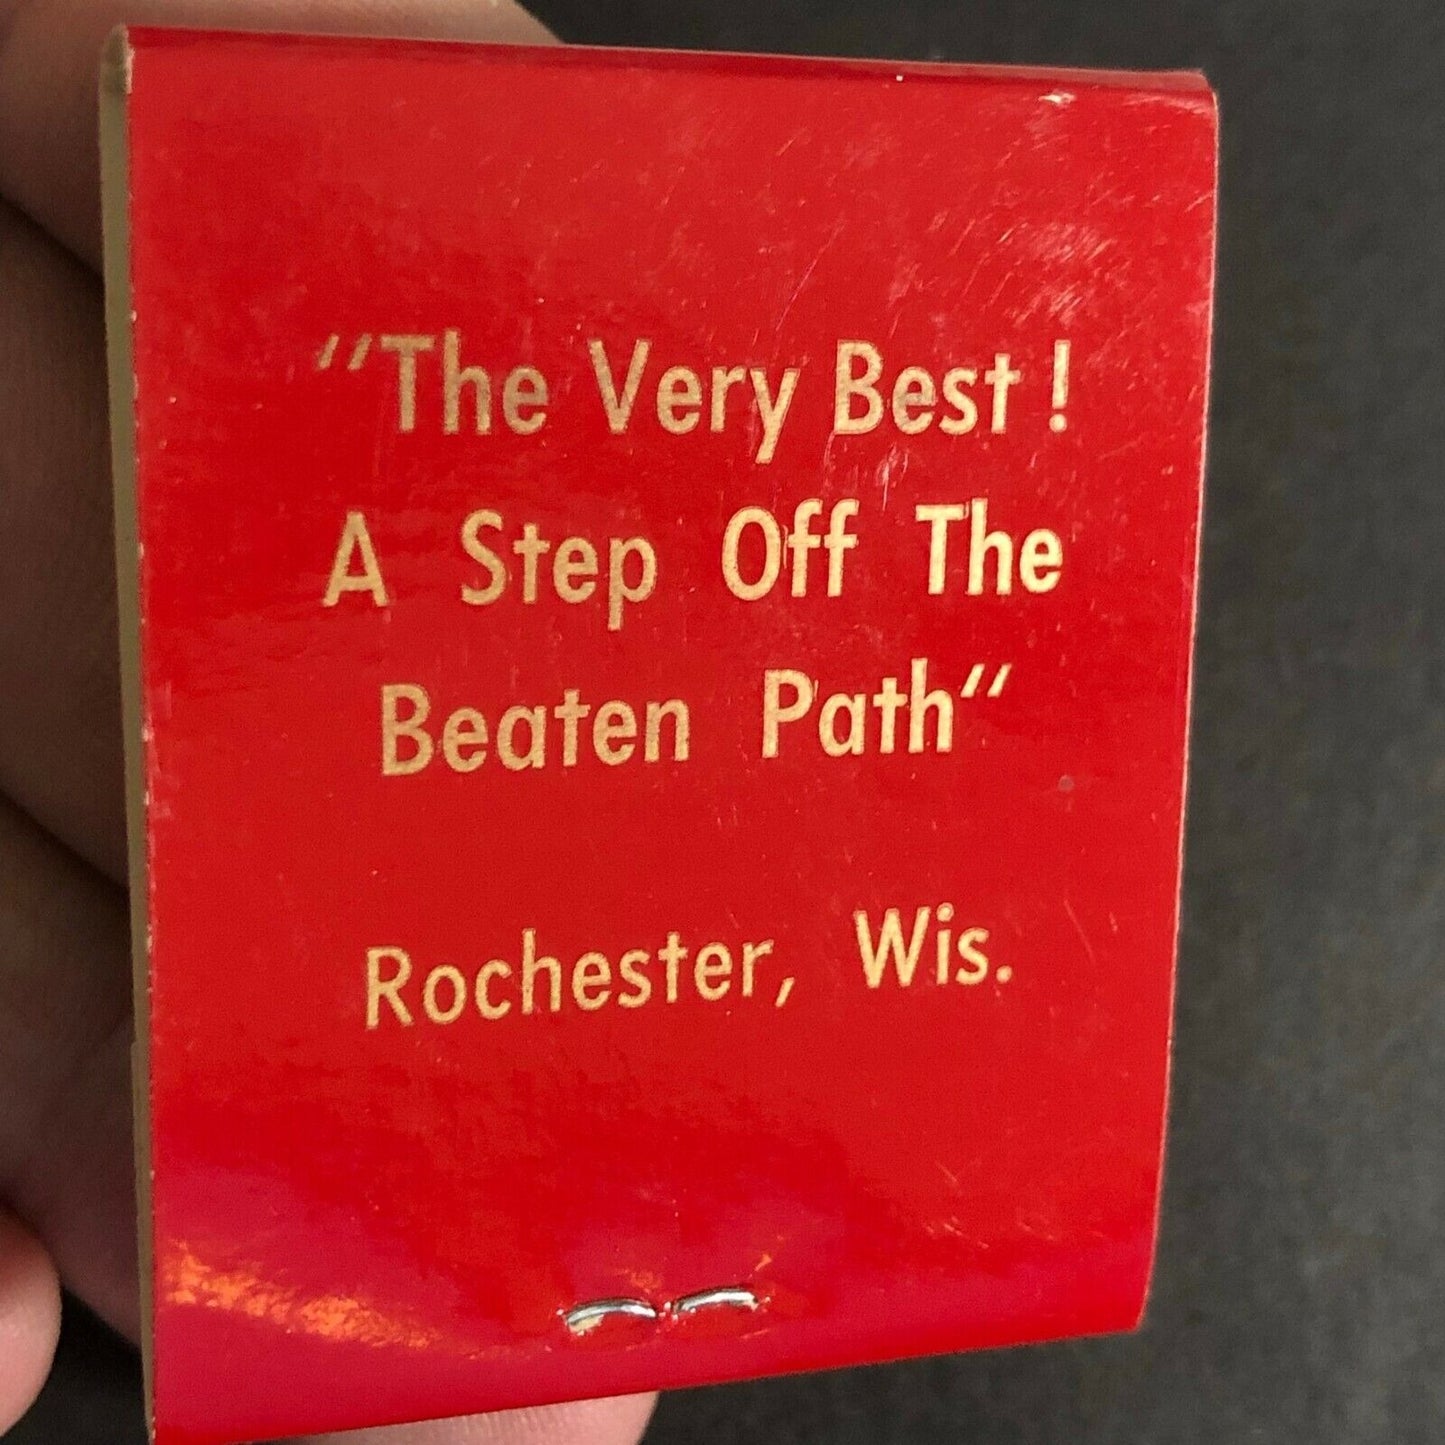 "The Very Best!
A Step Off The
Beaten Path"
Rochester, Wis.